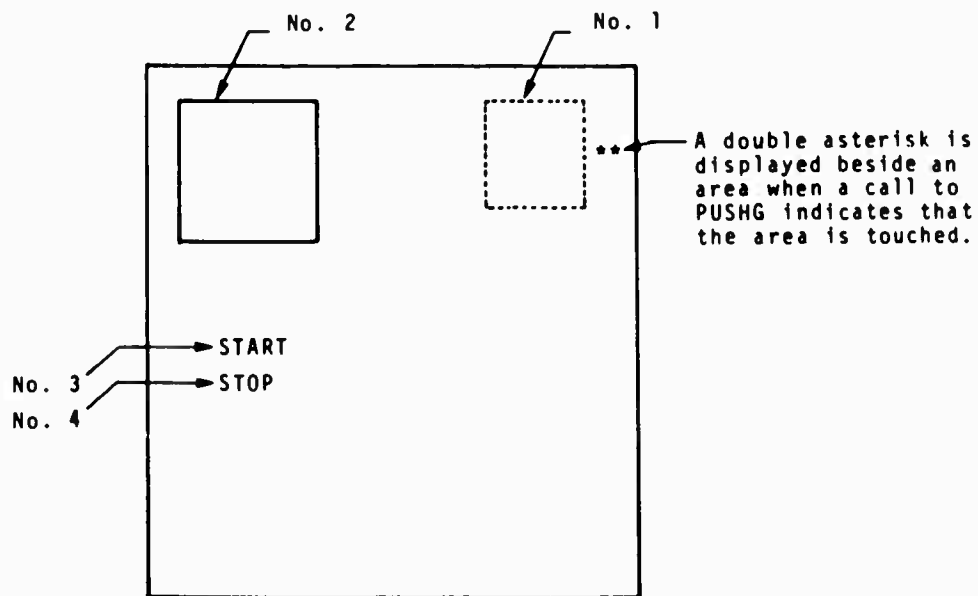 No. 2
No. 1
** A double asterisk is
displayed beside an
area when a call to
PUSHG indicates that
the area is touched.
START
No. 3
STOP
No. 4